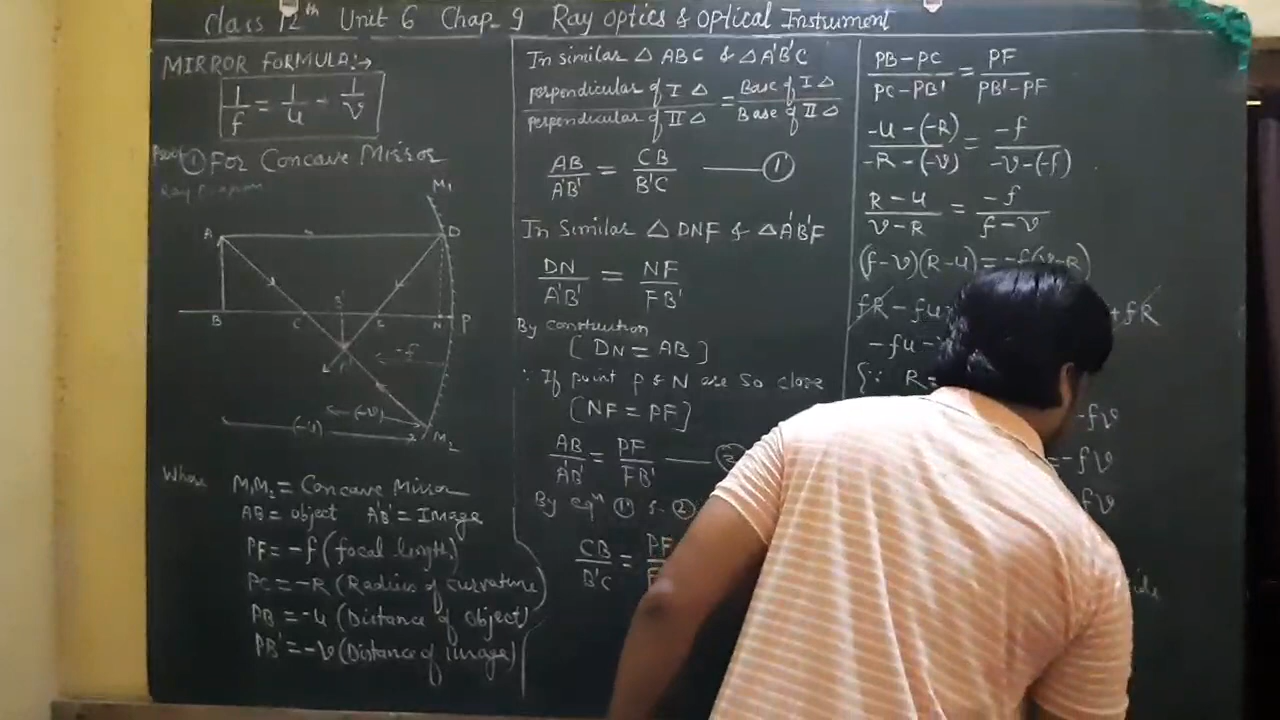 Class 12th Unit 6 Chap-9 Ray Optics & Optical Instrument
MIRROR FORMULA:→
1/f = 1/u + 1/v
Proof ① For Concave Mirror
Ray Diagram
M1
A
D
B'
B
C
F
N
P
A'
-f
(-v)
(-u)
M2
Where M1M2 = Concave Mirror
AB = object A'B' = Image
PF = -f (focal length)
PC = -R (Radius of curvature)
PB = -u (Distance of object)
PB' = -v (Distance of image)
In similar △ ABC & △A'B'C
perpendicular of I △ / perpendicular of II △ = Base of I △ / Base of II △
AB/A'B' = CB/B'C —— ①
In Similar △ DNF & △A'B'F
DN/A'B' = NF/FB'
By construction
[DN = AB]
∵ If point P & N are so close
[NF = PF]
AB/A'B' = PF/FB' —— ②
By eqn ① & ②
CB/B'C = PF
PB-PC/PC-PB' = PF/PB'-PF
-u-(-R)/-R-(-v) = -f/-v-(-f)
R-u/v-R = -f/f-v
(f-v)(R-u) = -f(v-R)
fR - fu + fR
-fu -
{∵ R =
-fv
= -fv
fv